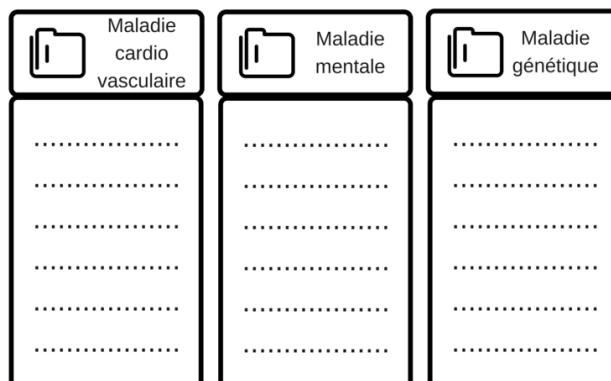 Maladie
cardio
vasculaire
Maladie
mentale
Maladie
génétique